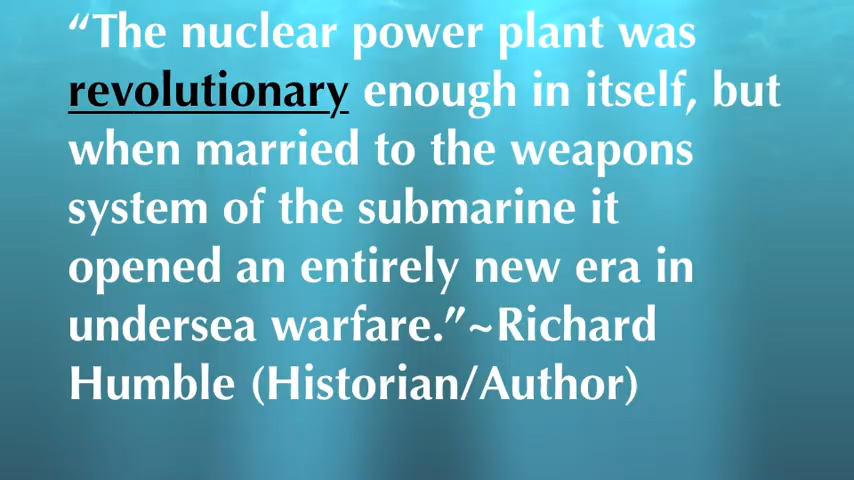 “The nuclear power plant was
revolutionary enough in itself, but
when married to the weapons
system of the submarine it
opened an entirely new era in
undersea warfare.”~Richard
Humble (Historian/Author)